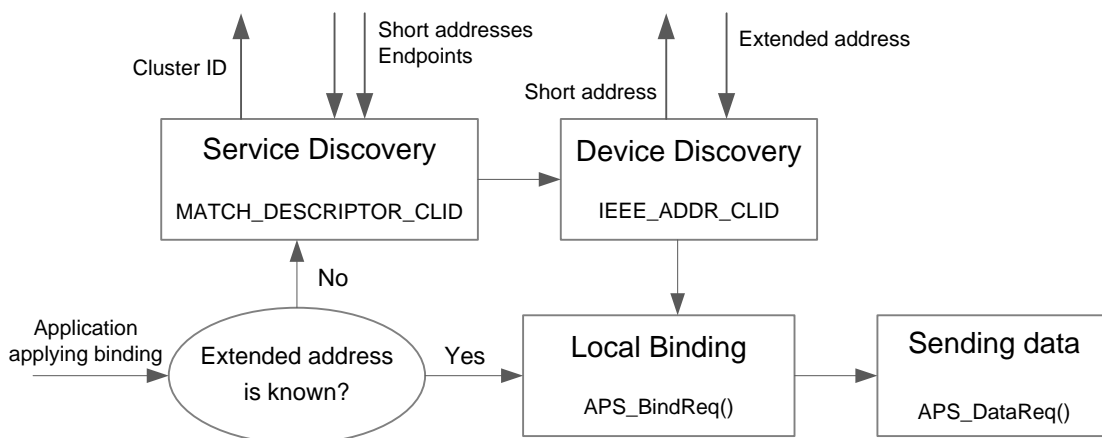 Cluster ID
Short addresses
Endpoints
Short address
Extended address
Service Discovery
MATCH_DESCRIPTOR_CLID
Device Discovery
IEEE_ADDR_CLID
No
Application
applying binding
Extended address
is known?
Yes
Local Binding
APS_BindReq()
Sending data
APS_DataReq()